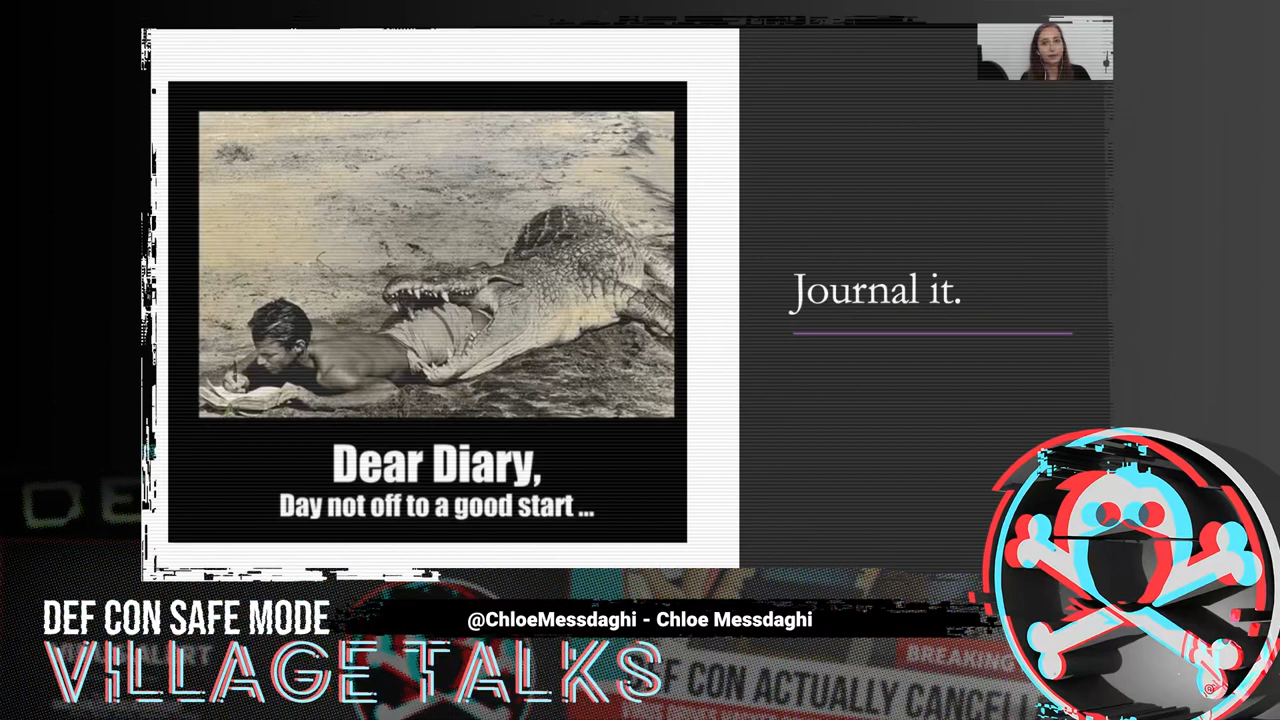 Journal it.
Dear Diary,
Day not off to a good start ...
DEF CON SAFE MODE
@ChloeMessdaghi - Chloe Messdaghi
VILLAGE TALKS
BREAKING
DEF CON ACTUALLY CANCELL